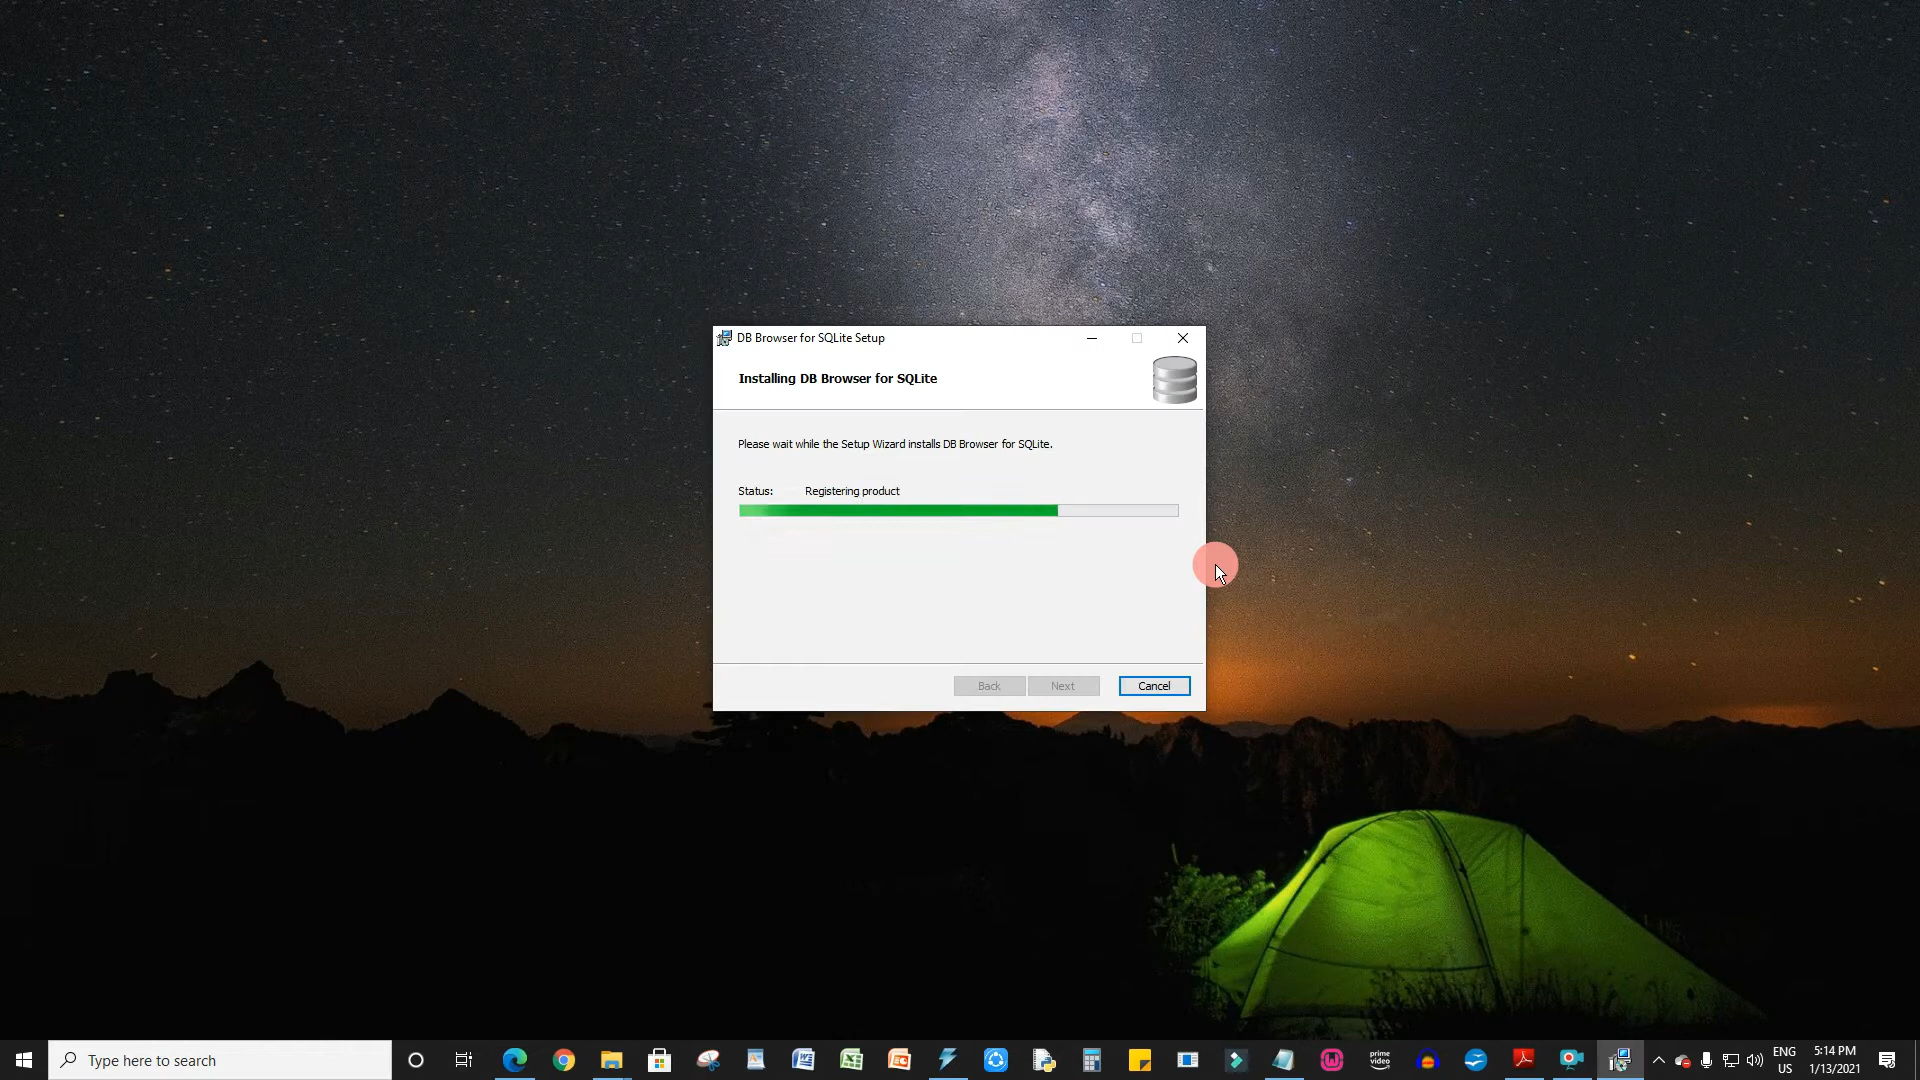 DB Browser for SQLite Setup
Installing DB Browser for SQLite
Please wait while the Setup Wizard installs DB Browser for SQLite.
Status: Registering product
Back Next Cancel
Type here to search
prime video
ENG US
5:14 PM
1/13/2021